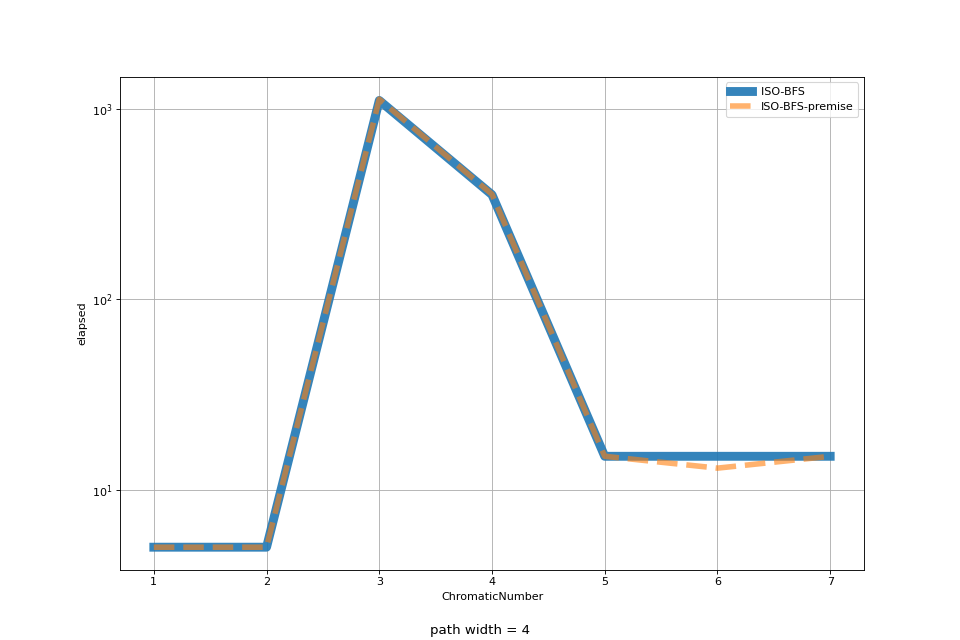 ISO-BFS
ISO-BFS-premise
10³
10²
10¹
elapsed
1 2 3 4 5 6 7
ChromaticNumber
path width = 4